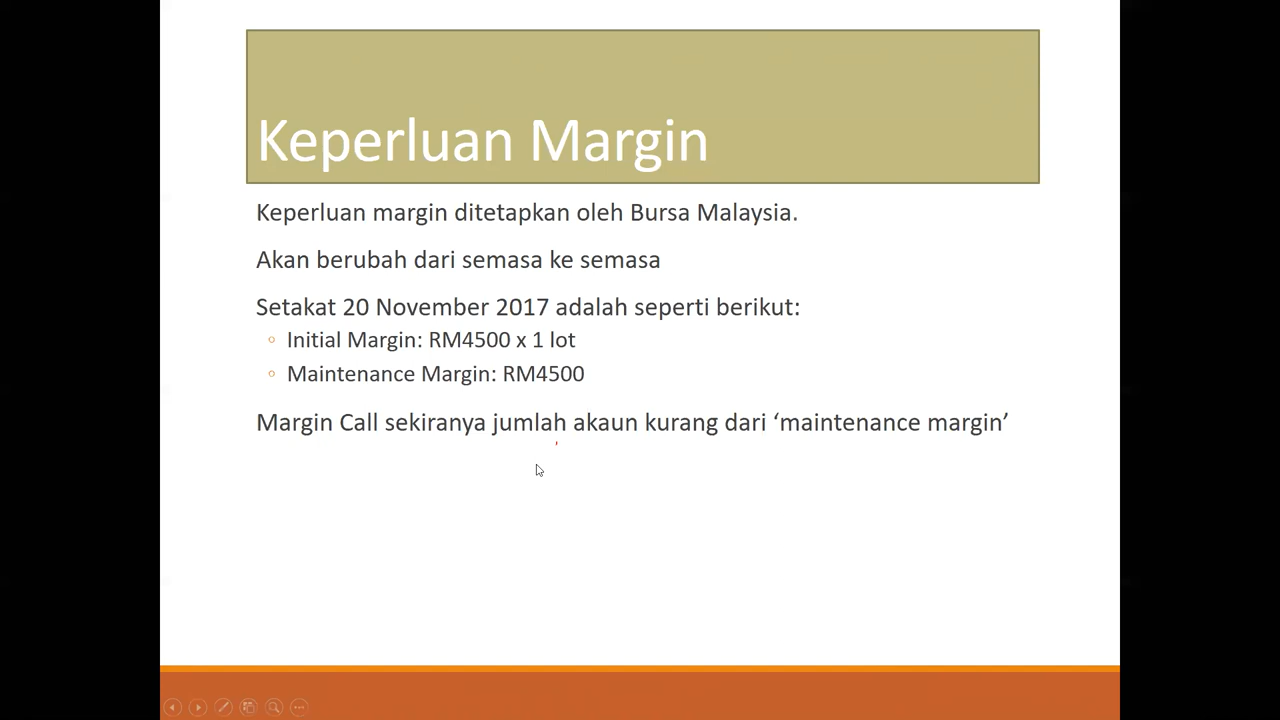 Keperluan Margin
Keperluan margin ditetapkan oleh Bursa Malaysia.
Akan berubah dari semasa ke semasa
Setakat 20 November 2017 adalah seperti berikut:
Initial Margin: RM4500 x 1 lot
Maintenance Margin: RM4500
Margin Call sekiranya jumlah akaun kurang dari ‘maintenance margin’